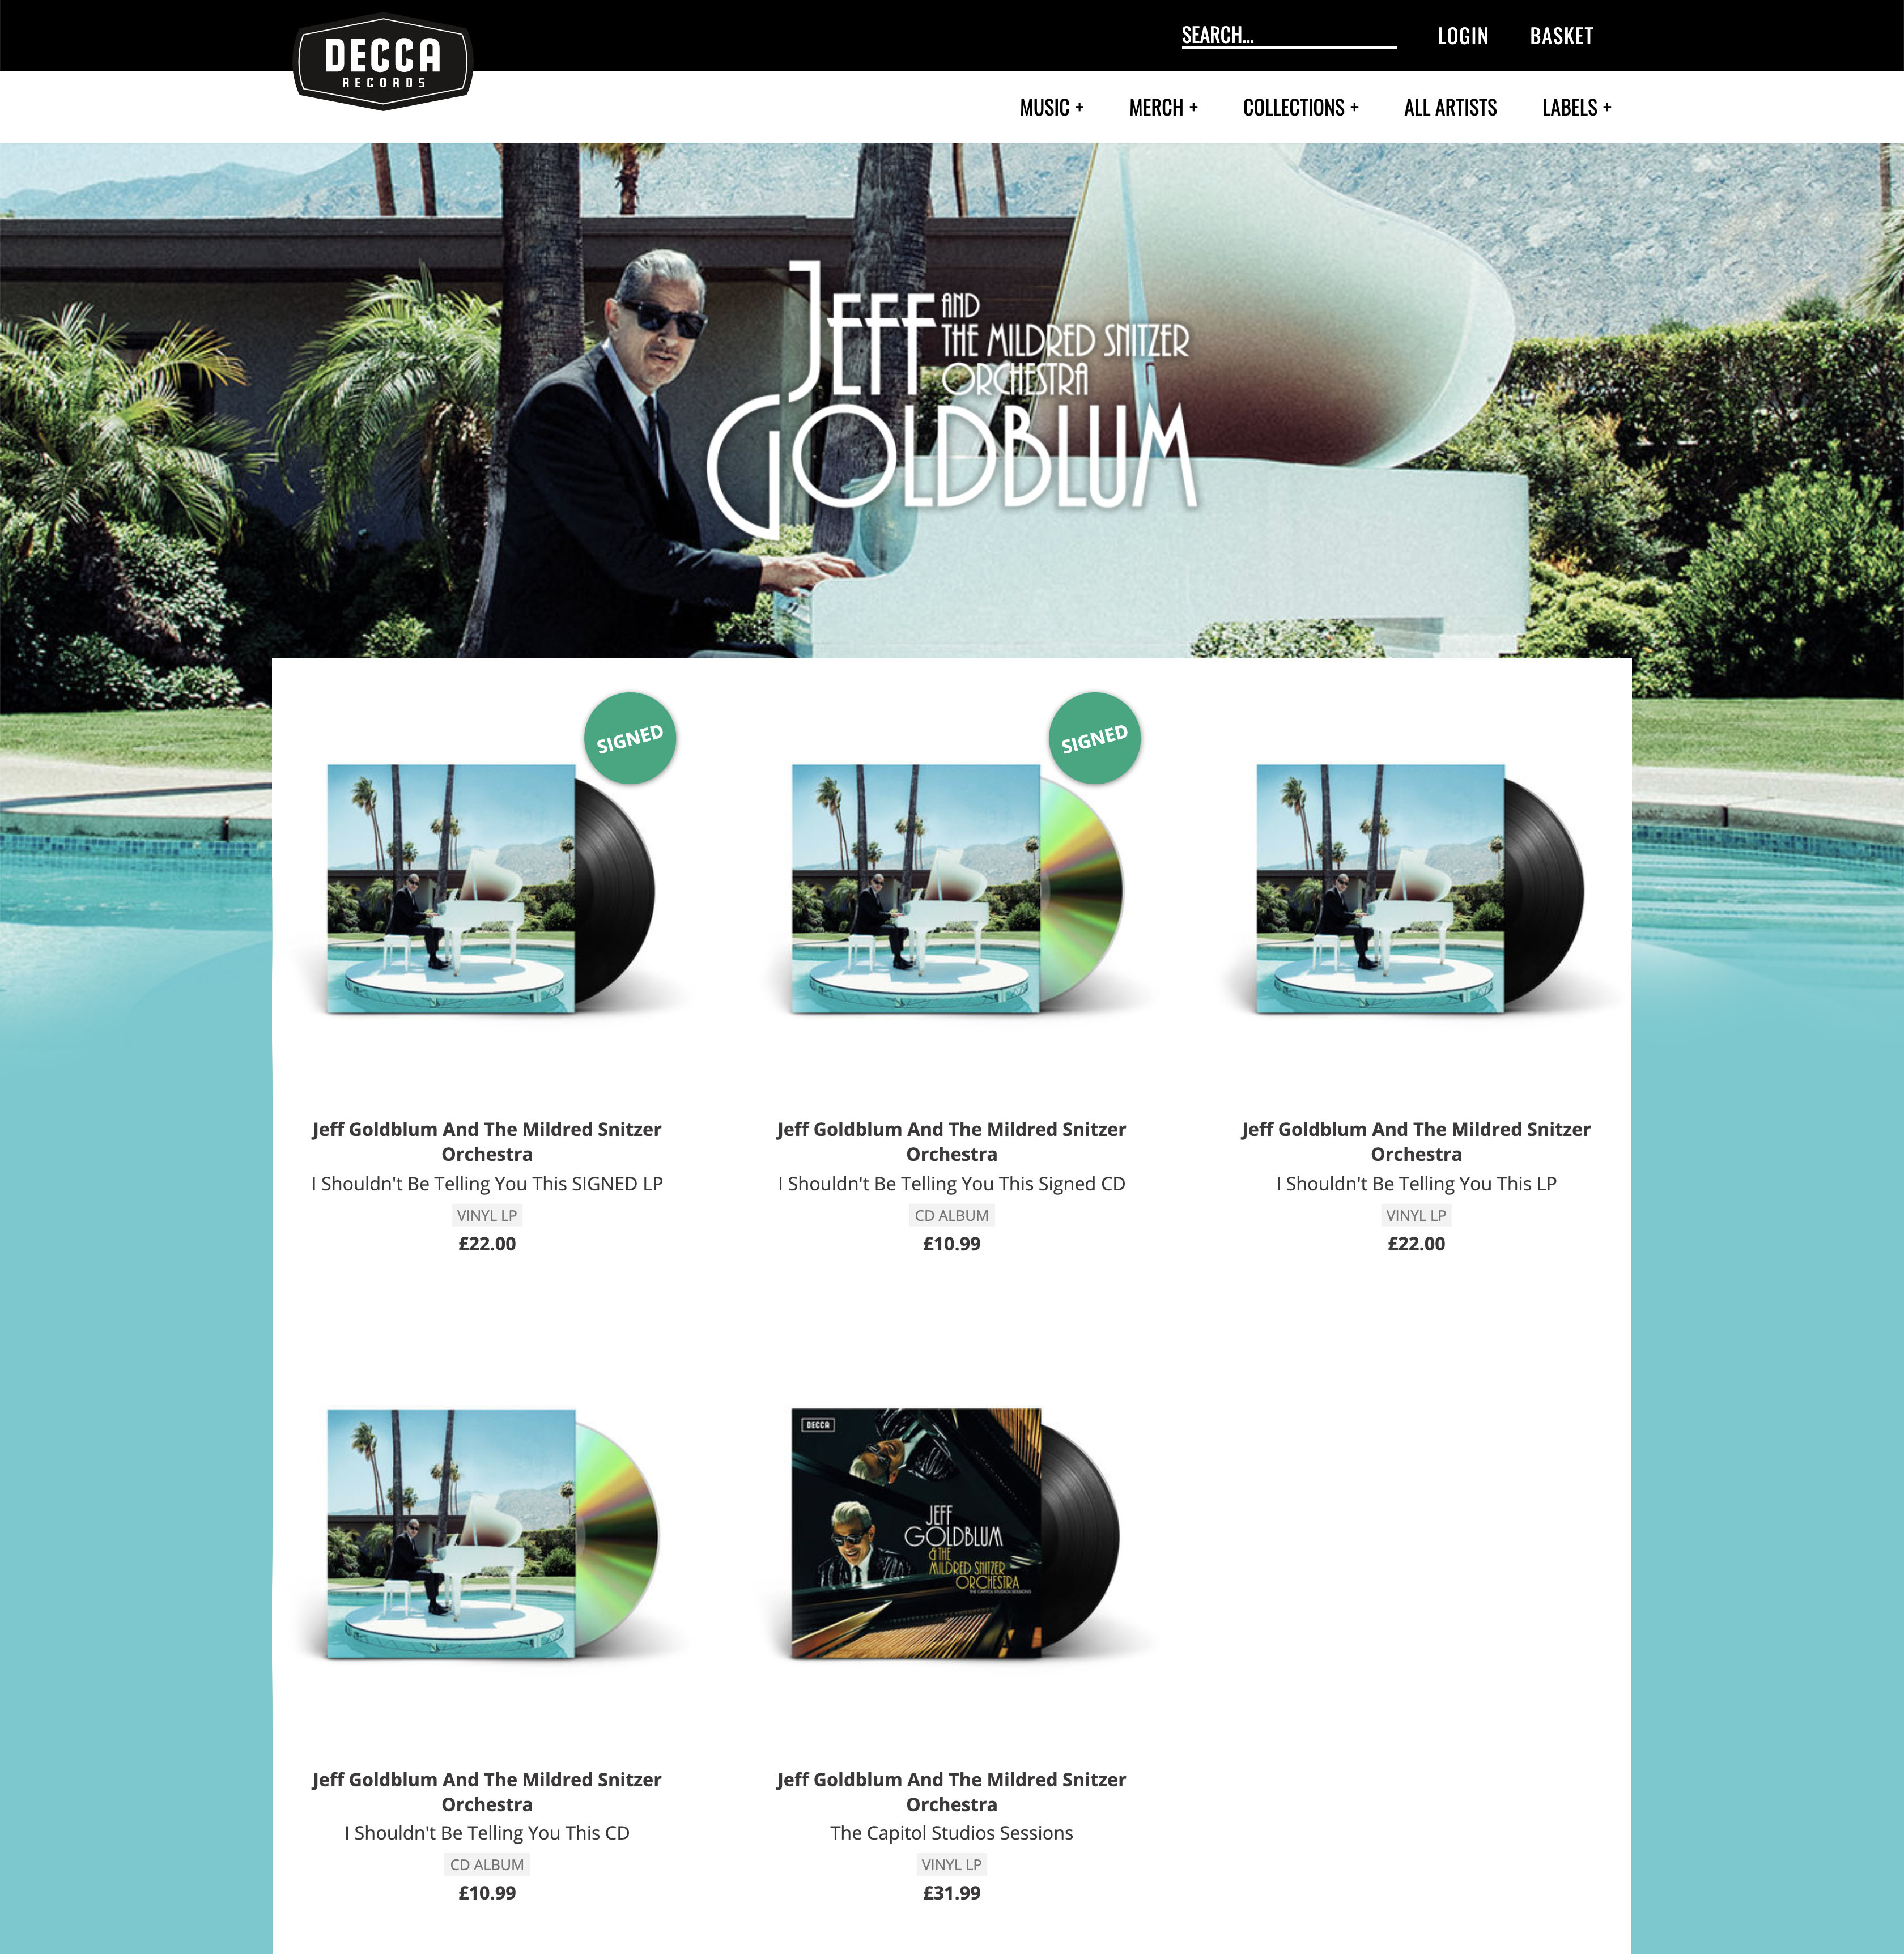 DECCA
RECORDS
SEARCH...
LOGIN
BASKET
MUSIC +
MERCH +
COLLECTIONS +
ALL ARTISTS
LABELS +
JEFF AND
THE MILDRED SNITZER
ORCHESTRA
GOLDBLUM
SIGNED
SIGNED
Jeff Goldblum And The Mildred Snitzer
Orchestra
I Shouldn't Be Telling You This SIGNED LP
VINYL LP
£22.00
Jeff Goldblum And The Mildred Snitzer
Orchestra
I Shouldn't Be Telling You This Signed CD
CD ALBUM
£10.99
Jeff Goldblum And The Mildred Snitzer
Orchestra
I Shouldn't Be Telling You This LP
VINYL LP
£22.00
DECCA
JEFF
GOLDBLUM
& THE
MILDRED SNITZER
ORCHESTRA
THE CAPITOL STUDIOS SESSIONS
Jeff Goldblum And The Mildred Snitzer
Orchestra
I Shouldn't Be Telling You This CD
CD ALBUM
£10.99
Jeff Goldblum And The Mildred Snitzer
Orchestra
The Capitol Studios Sessions
VINYL LP
£31.99